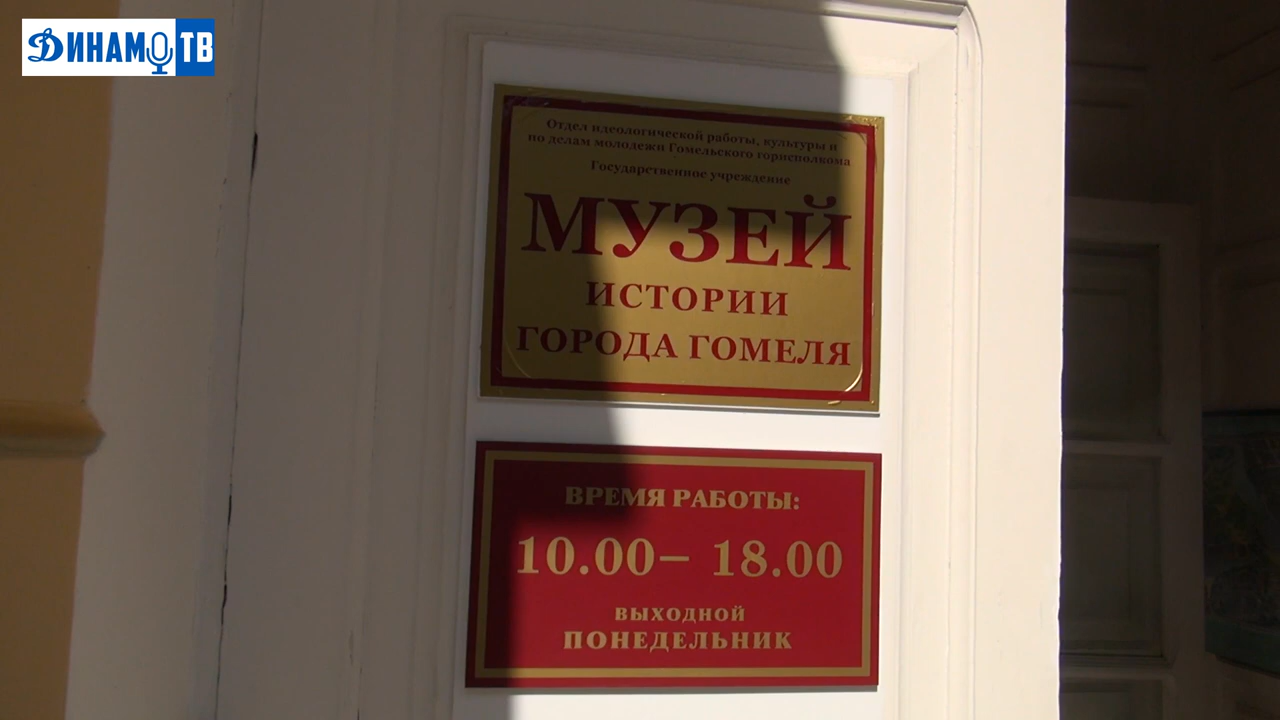 ДИНАМО ТВ
Отдел идеологической работы, культуры и
по делам молодежи Гомельского горисполкома
Государственное учреждение
МУЗЕЙ
ИСТОРИИ
ГОРОДА ГОМЕЛЯ
ВРЕМЯ РАБОТЫ:
10.00– 18.00
ВЫХОДНОЙ
ПОНЕДЕЛЬНИК